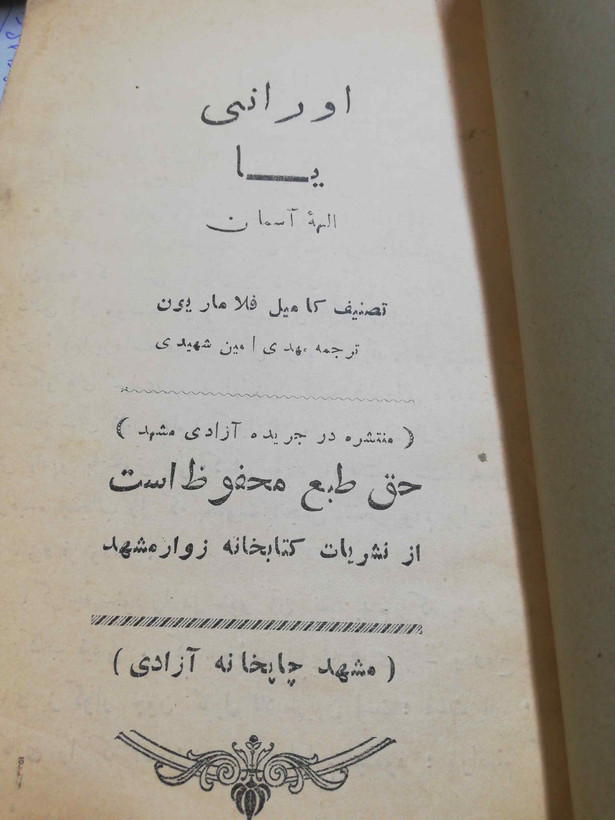 اورانی
یا
الهۀ آسمان
تصنیف کامیل فلاماریون
ترجمه مهدی امین شهیدی
( منتشره در جریده آزادی مشهد )
حق طبع محفوظ است
از نشریات کتابخانه زوار مشهد
( مشهد چاپخانه آزادی )